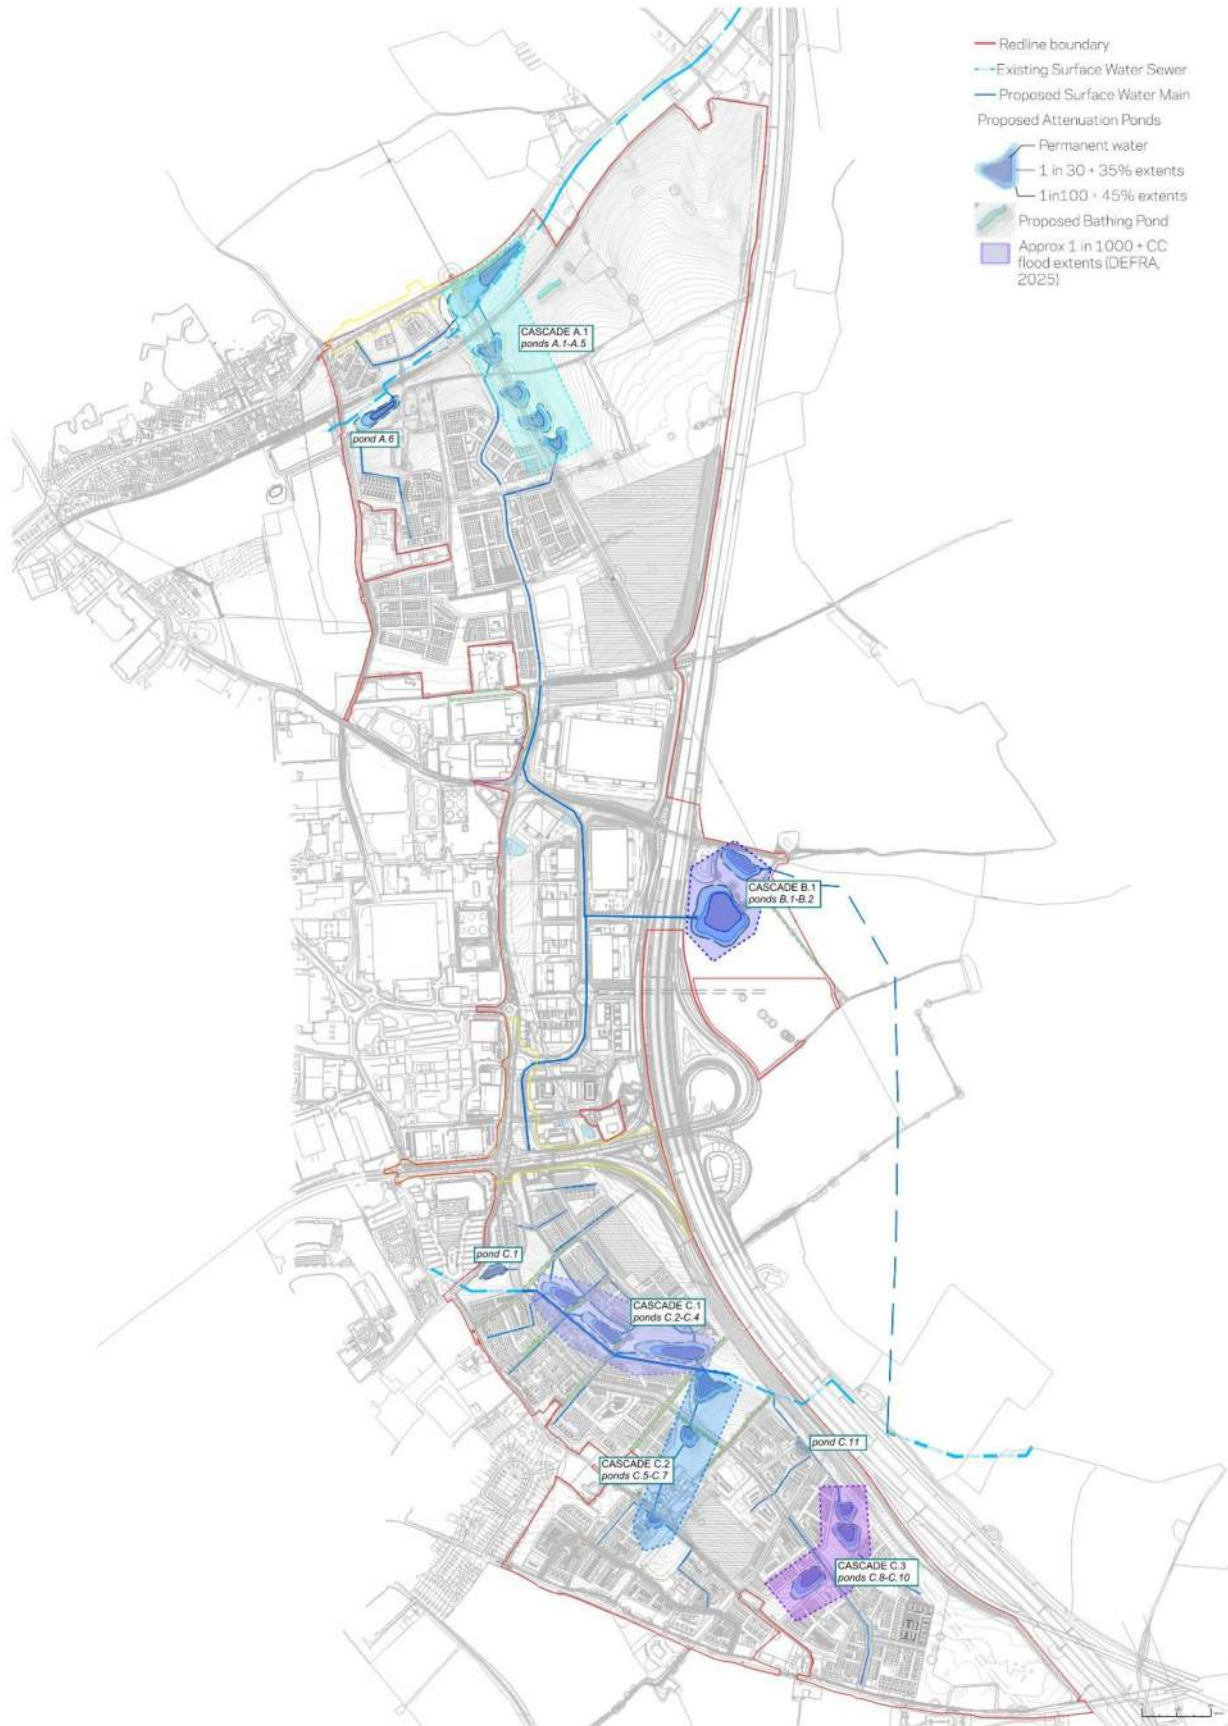 Redline boundary
Existing Surface Water Sewer
Proposed Surface Water Main
Proposed Attenuation Ponds
Permanent water
1 in 30 + 35% extents
1in100 + 45% extents
Proposed Bathing Pond
Approx 1 in 1000 + CC
flood extents (DEFRA,
2025)
CASCADE A.1
ponds A.1-A.5
pond A.6
CASCADE B.1
ponds B.1-B.2
pond C.1
CASCADE C.1
ponds C.2-C.4
pond C.11
CASCADE C.2
ponds C.5-C.7
CASCADE C.3
ponds C.8-C.10